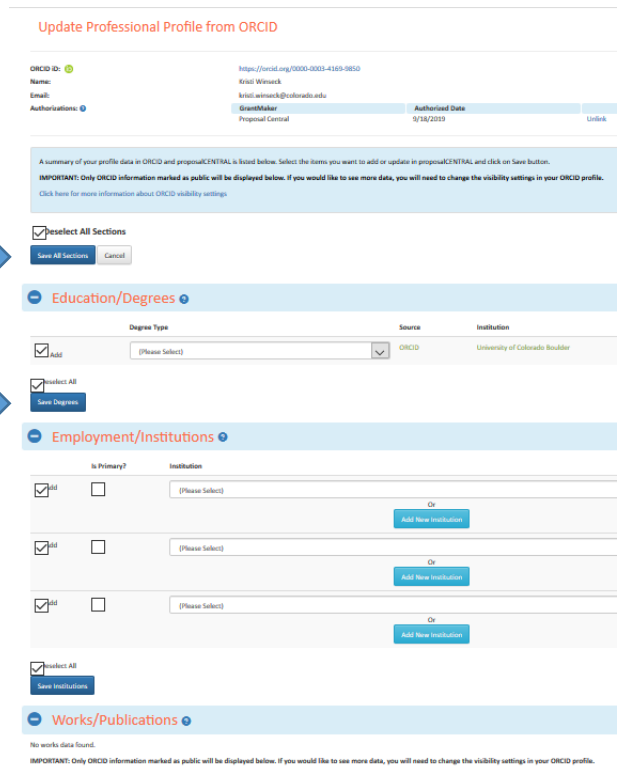 Update Professional Profile from ORCID
ORCID iD: https://orcid.org/0000-0003-4169-9850
Name: Kristi Winseck
Email: kristi.winseck@colorado.edu
Authorizations: GrantMaker Authorized Date
Proposal Central 9/18/2019 Unlink
A summary of your profile data in ORCID and proposalCENTRAL is listed below. Select the items you want to add or update in proposalCENTRAL and click on Save button.
IMPORTANT: Only ORCID information marked as public will be displayed below. If you would like to see more data, you will need to change the visibility settings in your ORCID profile.
Click here for more information about ORCID visibility settings
Deselect All Sections
Save All Sections Cancel
Education/Degrees
Degree Type Source Institution
Add (Please Select) ORCID University of Colorado Boulder
eselect All
Save Degrees
Employment/Institutions
Is Primary? Institution
dd (Please Select)
Or
Add New Institution
dd (Please Select)
Or
Add New Institution
dd (Please Select)
Or
Add New Institution
eselect All
Save Institutions
Works/Publications
No works data found.
IMPORTANT: Only ORCID information marked as public will be displayed below. If you would like to see more data, you will need to change the visibility settings in your ORCID profile.